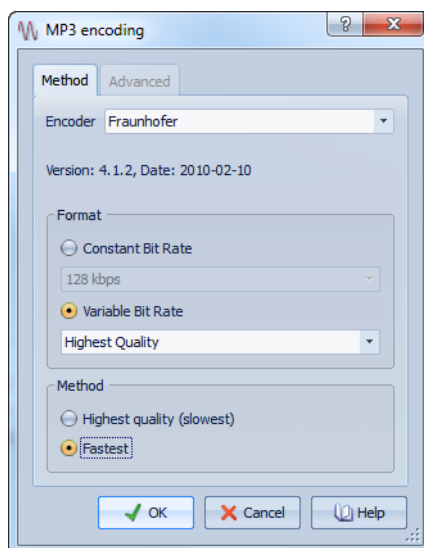 MP3 encoding
Method Advanced
Encoder Fraunhofer
Version: 4.1.2, Date: 2010-02-10
Format
Constant Bit Rate
128 kbps
Variable Bit Rate
Highest Quality
Method
Highest quality (slowest)
Fastest
OK Cancel Help